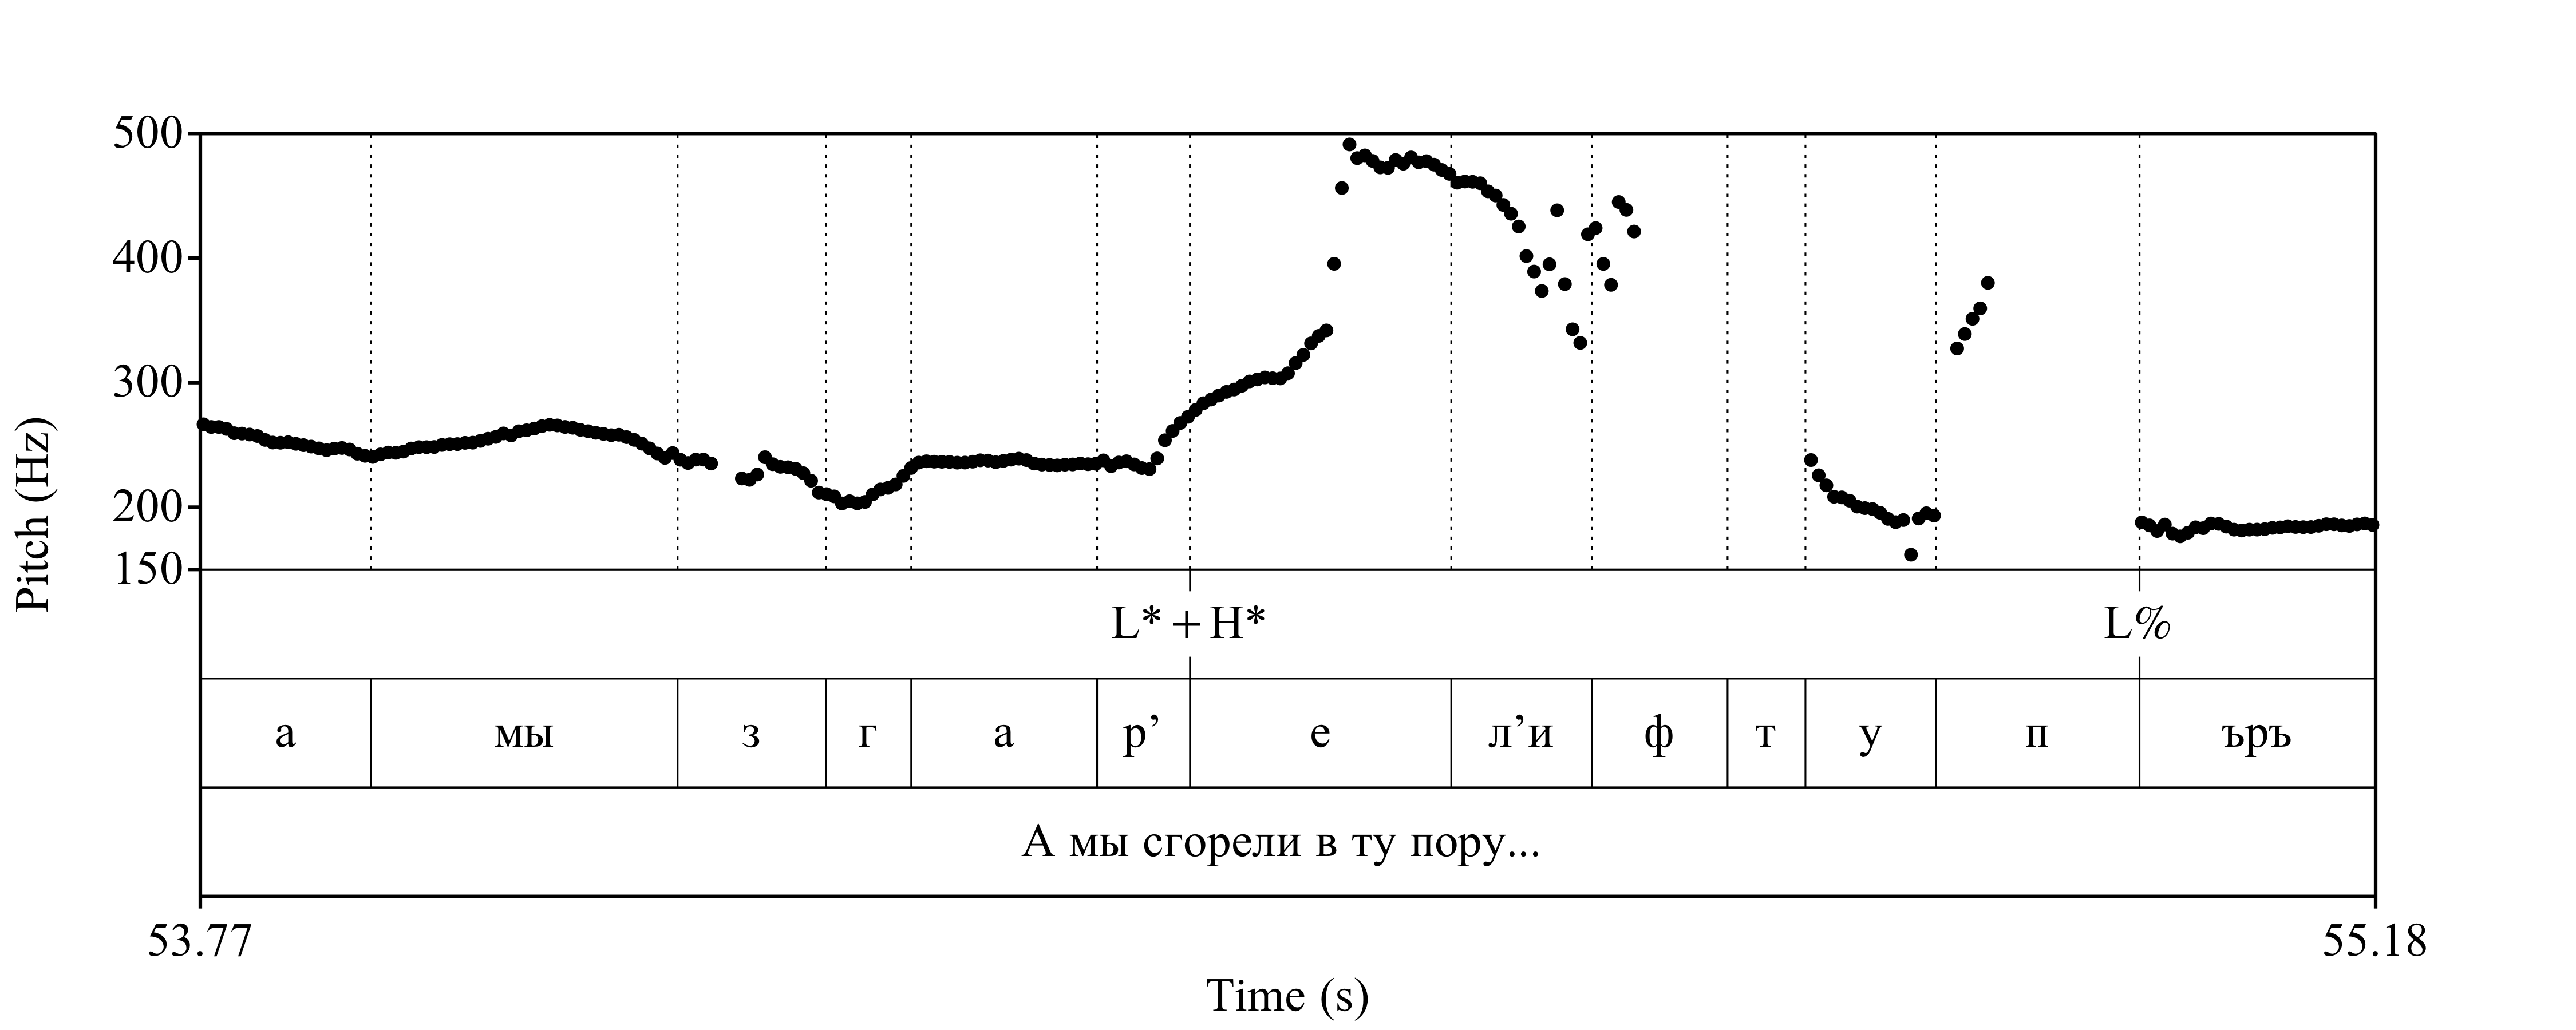 500
400
300
200
150
Pitch (Hz)
L*+H* L%
а мы з г а р’ е л’и ф т у п ъръ
А мы сгорели в ту пору...
53.77 55.18
Time (s)